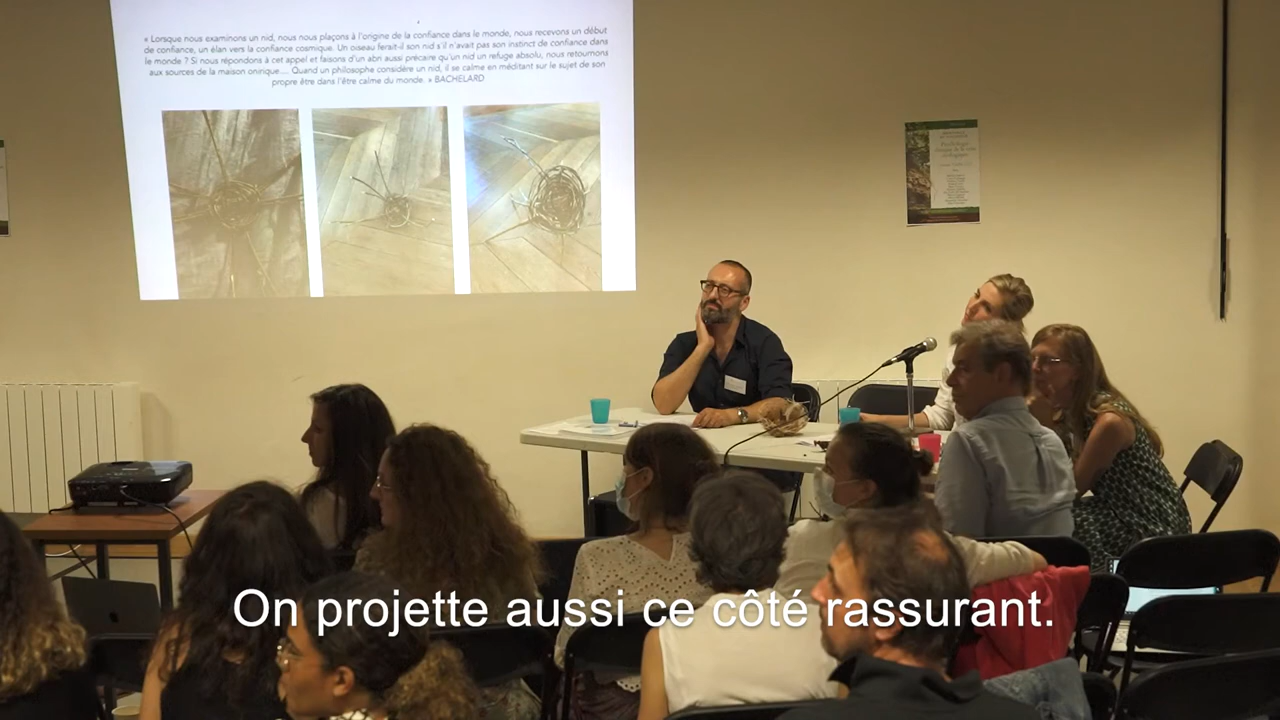 « Lorsque nous examinons un nid, nous nous plaçons à l'origine de la confiance dans le monde, nous recevons un début
de confiance, un élan vers la confiance cosmique. Un oiseau ferait-il son nid s'il n'avait pas son instinct de confiance dans
le monde ? Si nous répondons à cet appel et faisons d'un abri aussi précaire qu'un nid un refuge absolu, nous retournons
aux sources de la maison onirique.... Quand un philosophe considère un nid, il se calme en méditant sur le sujet de son
propre être dans l'être calme du monde. » BACHELARD
On projette aussi ce côté rassurant.